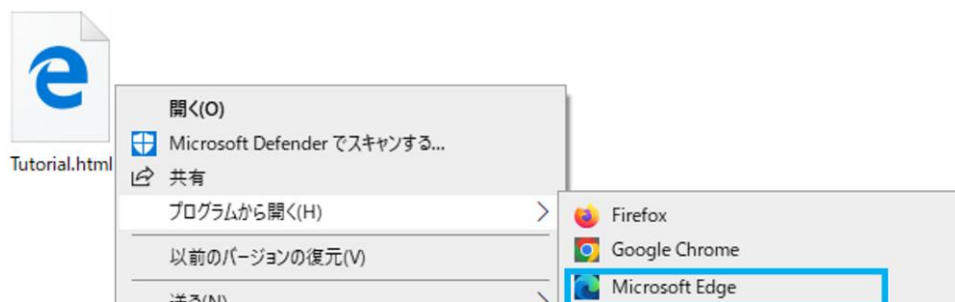 Tutorial.html
開く(O)
Microsoft Defender でスキャンする...
共有
プログラムから開く(H)
以前のバージョンの復元(V)
送る(N)
Firefox
Google Chrome
Microsoft Edge